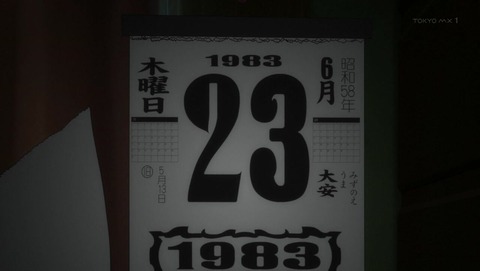 TOKYO MX 1
1983
木曜日
23
6月
昭和58年
大安
みずのえ
うま
旧
5月13日
1983